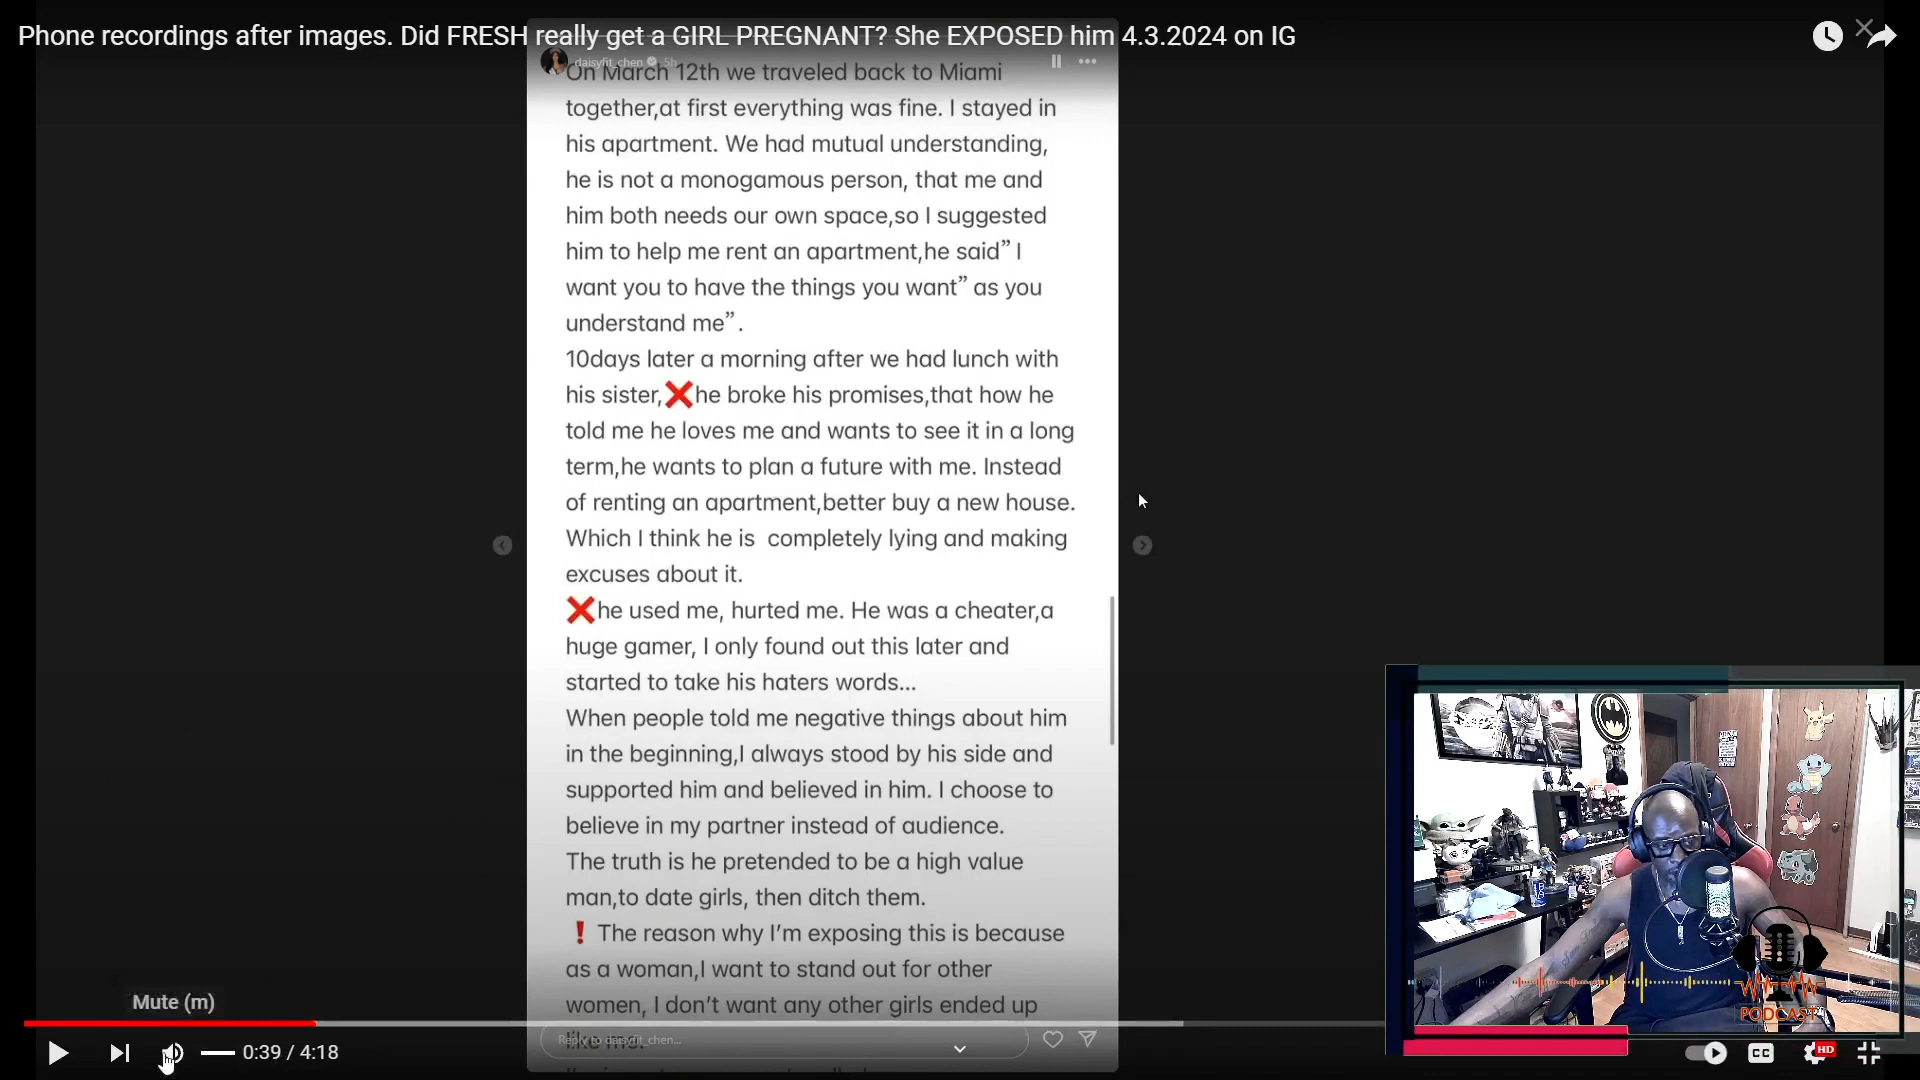 Phone recordings after images. Did FRESH really get a GIRL PREGNANT? She EXPOSED him 4.3.2024 on IG
daisyfit_chen 5h
On March 12th we traveled back to Miami
together,at first everything was fine. I stayed in
his apartment. We had mutual understanding,
he is not a monogamous person, that me and
him both needs our own space,so I suggested
him to help me rent an apartment,he said” I
want you to have the things you want” as you
understand me”.
10days later a morning after we had lunch with
his sister,❌he broke his promises,that how he
told me he loves me and wants to see it in a long
term,he wants to plan a future with me. Instead
of renting an apartment,better buy a new house.
Which I think he is  completely lying and making
excuses about it.
❌he used me, hurted me. He was a cheater,a
huge gamer, I only found out this later and
started to take his haters words...
When people told me negative things about him
in the beginning,I always stood by his side and
supported him and believed in him. I choose to
believe in my partner instead of audience.
The truth is he pretended to be a high value
man,to date girls, then ditch them.
❗ The reason why I’m exposing this is because
as a woman,I want to stand out for other
women, I don’t want any other girls ended up
like me.
Reply to daisyfit_chen...
Mute (m)
0:39 / 4:18
CC
HD
PODCAST